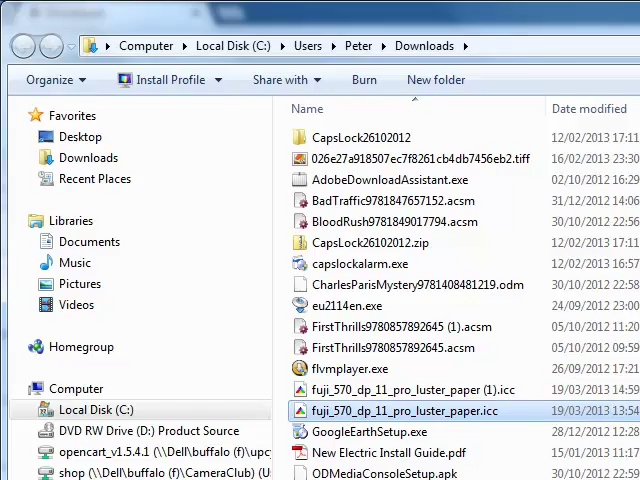 Computer Local Disk (C:) Users Peter Downloads
Organize Install Profile Share with Burn New folder
Name Date modified
Favorites
Desktop
Downloads
Recent Places
Libraries
Documents
Music
Pictures
Videos
Homegroup
Computer
Local Disk (C:)
DVD RW Drive (D:) Product Source
opencart_v1.5.4.1 (\\Dell\buffalo (f)\upc
shop (\\Dell\buffalo (f)\CameraClub) (U:
CapsLock26102012 12/02/2013 17:11
026e27a918507ec7f8261cb4db7456eb2.tiff 16/02/2013 23:30
AdobeDownloadAssistant.exe 02/10/2012 16:29
BadTraffic9781847657152.acsm 31/12/2012 14:06
BloodRush9781849017794.acsm 30/10/2012 22:56
CapsLock26102012.zip 12/02/2013 17:11
capslockalarm.exe 12/02/2013 16:57
CharlesParisMystery9781408481219.odm 30/10/2012 22:58
eu2114en.exe 24/09/2012 23:00
FirstThrills9780857892645 (1).acsm 05/10/2012 11:20
FirstThrills9780857892645.acsm 05/10/2012 09:59
flvmplayer.exe 26/09/2012 17:21
fuji_570_dp_11_pro_luster_paper (1).icc 19/03/2013 14:59
fuji_570_dp_11_pro_luster_paper.icc 19/03/2013 13:54
GoogleEarthSetup.exe 28/12/2012 12:28
New Electric Install Guide.pdf 15/01/2013 11:17
ODMediaConsoleSetup.apk 30/10/2012 22:54